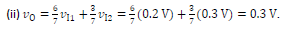 (ii) v_O = 6/7 v_I1 + 3/7 v_I2 = 6/7 (0.2 V) + 3/7 (0.3 V) = 0.3 V.